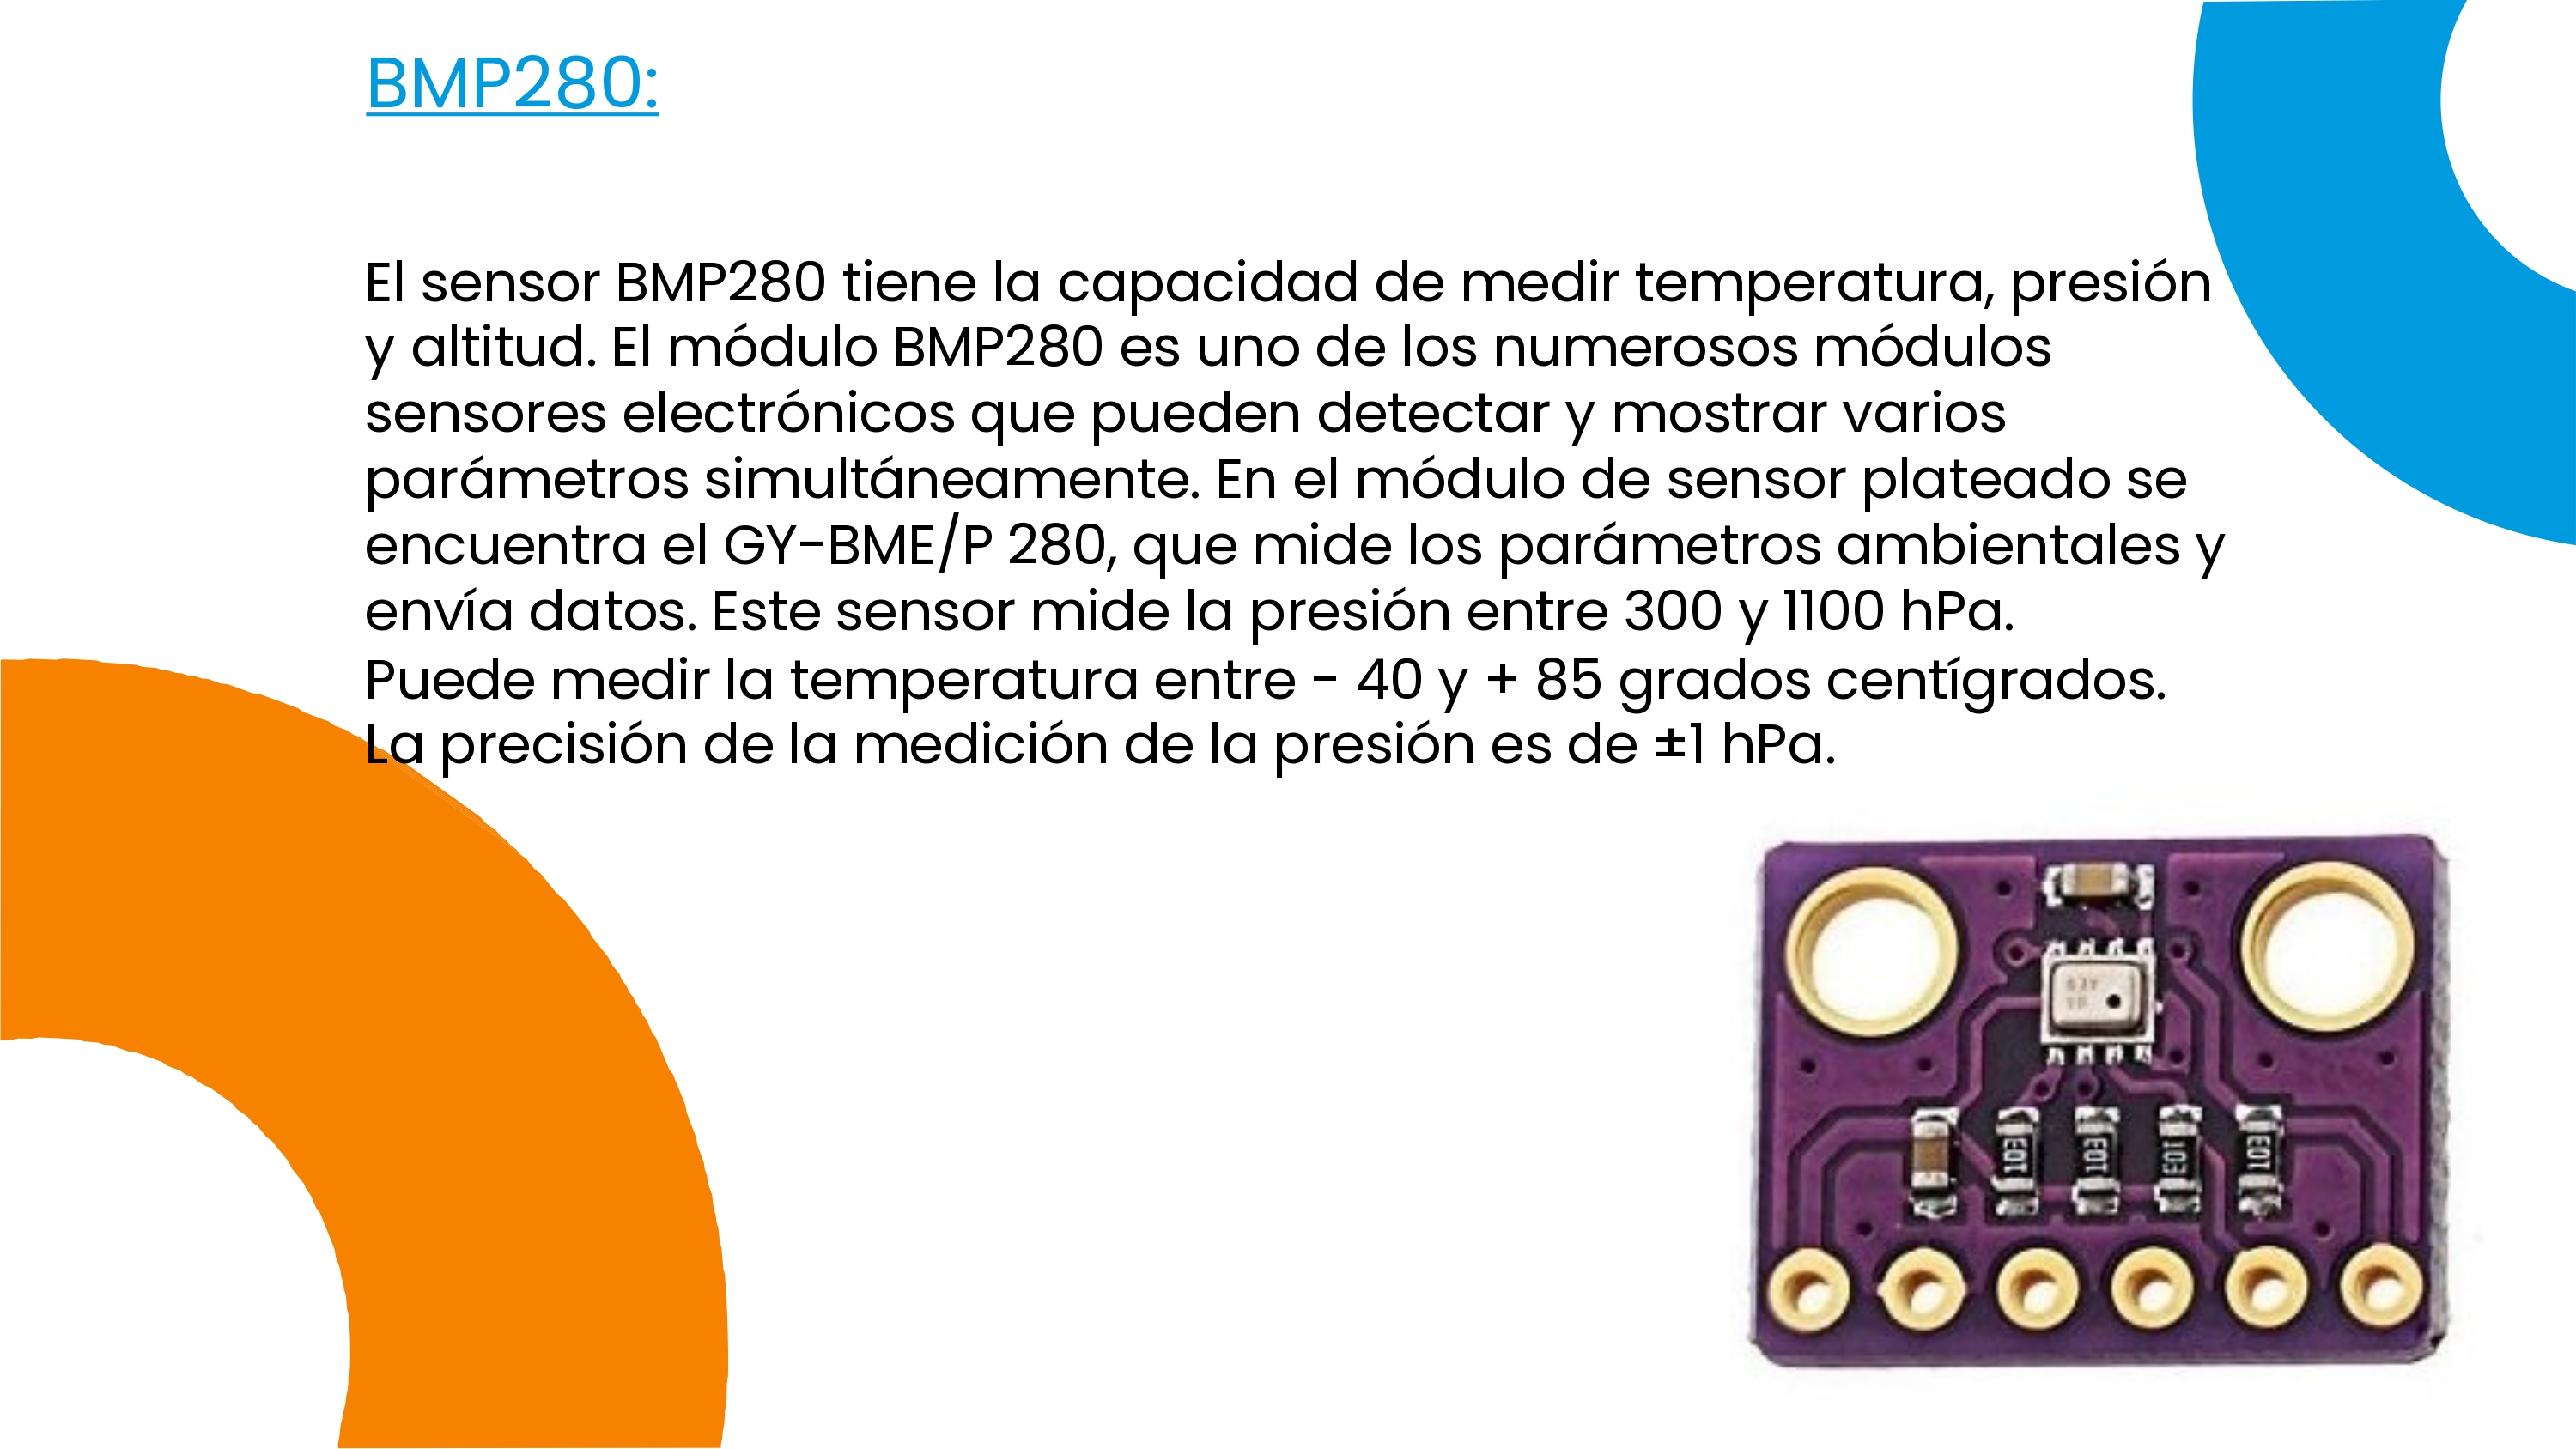 BMP280:
El sensor BMP280 tiene la capacidad de medir temperatura, presión
y altitud. El módulo BMP280 es uno de los numerosos módulos
sensores electrónicos que pueden detectar y mostrar varios
parámetros simultáneamente. En el módulo de sensor plateado se
encuentra el GY-BME/P 280, que mide los parámetros ambientales y
envía datos. Este sensor mide la presión entre 300 y 1100 hPa.
Puede medir la temperatura entre - 40 y + 85 grados centígrados.
La precisión de la medición de la presión es de ±1 hPa.
103 103 103 103